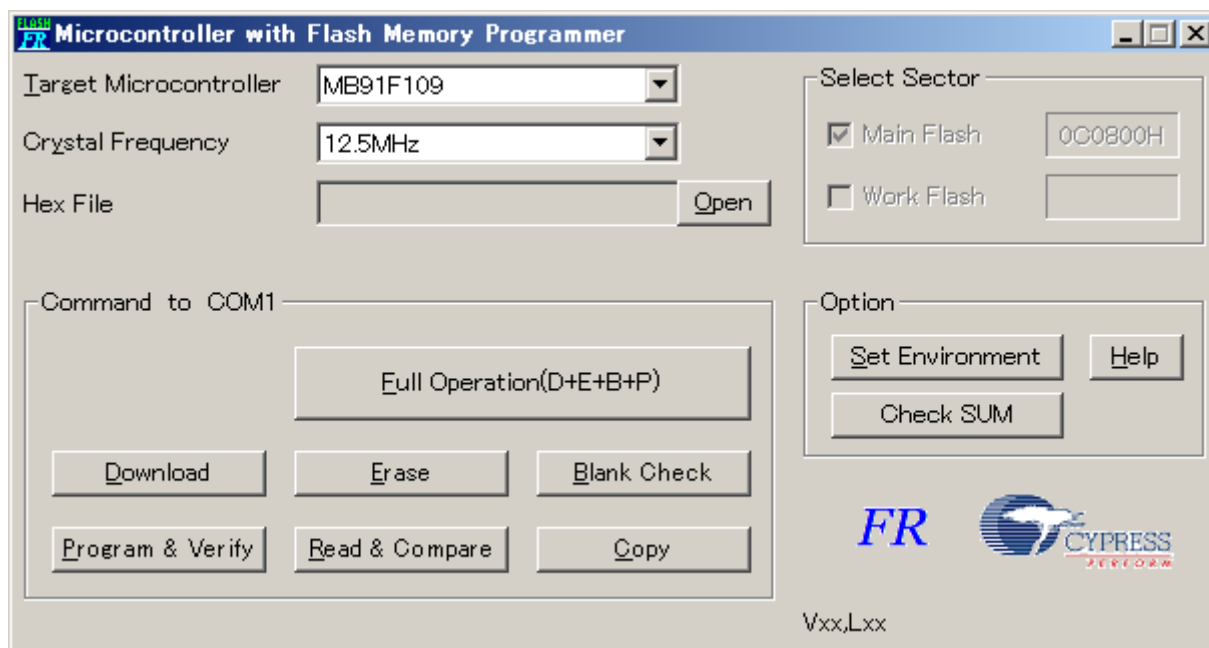 FLASH
FR Microcontroller with Flash Memory Programmer
Target Microcontroller MB91F109
Crystal Frequency 12.5MHz
Hex File Open
Select Sector
Main Flash 0C0800H
Work Flash
Command to COM1
Full Operation(D+E+B+P)
Download Erase Blank Check
Program & Verify Read & Compare Copy
Option
Set Environment Help
Check SUM
FR CYPRESS
PERFORM
Vxx,Lxx